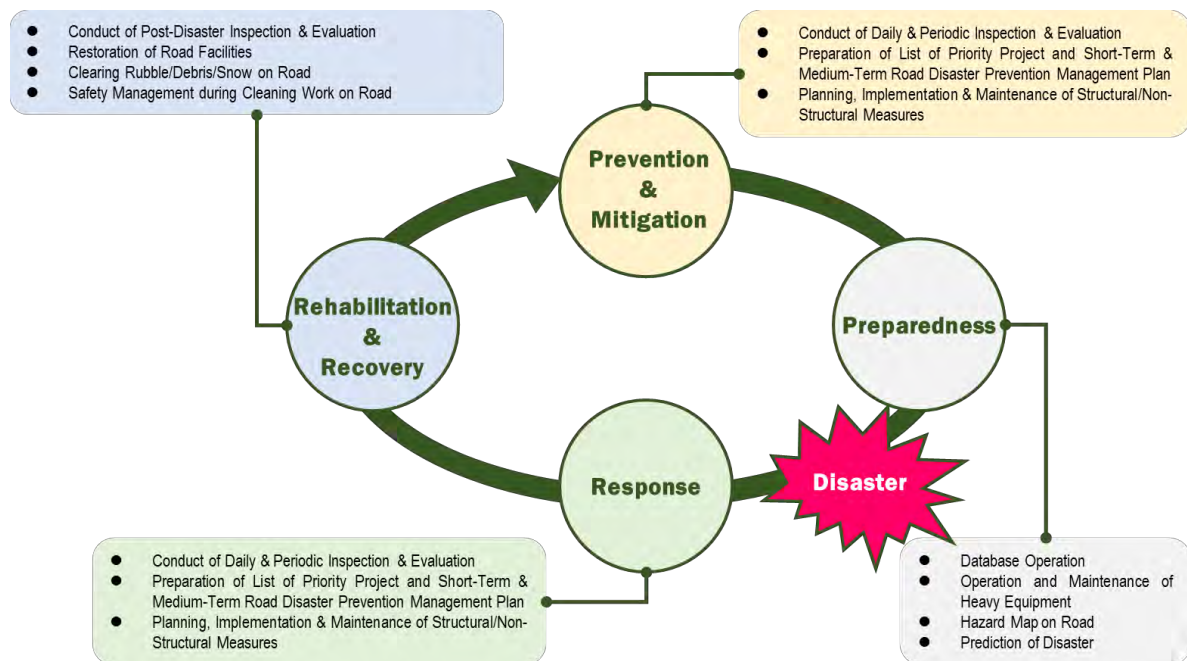 ● Conduct of Post-Disaster Inspection & Evaluation
● Restoration of Road Facilities
● Clearing Rubble/Debris/Snow on Road
● Safety Management during Cleaning Work on Road
● Conduct of Daily & Periodic Inspection & Evaluation
● Preparation of List of Priority Project and Short-Term &
Medium-Term Road Disaster Prevention Management Plan
● Planning, Implementation & Maintenance of Structural/Non-
Structural Measures
Prevention
&
Mitigation
Rehabilitation
&
Recovery
Preparedness
Response
Disaster
● Conduct of Daily & Periodic Inspection & Evaluation
● Preparation of List of Priority Project and Short-Term &
Medium-Term Road Disaster Prevention Management Plan
● Planning, Implementation & Maintenance of Structural/Non-
Structural Measures
● Database Operation
● Operation and Maintenance of
Heavy Equipment
● Hazard Map on Road
● Prediction of Disaster